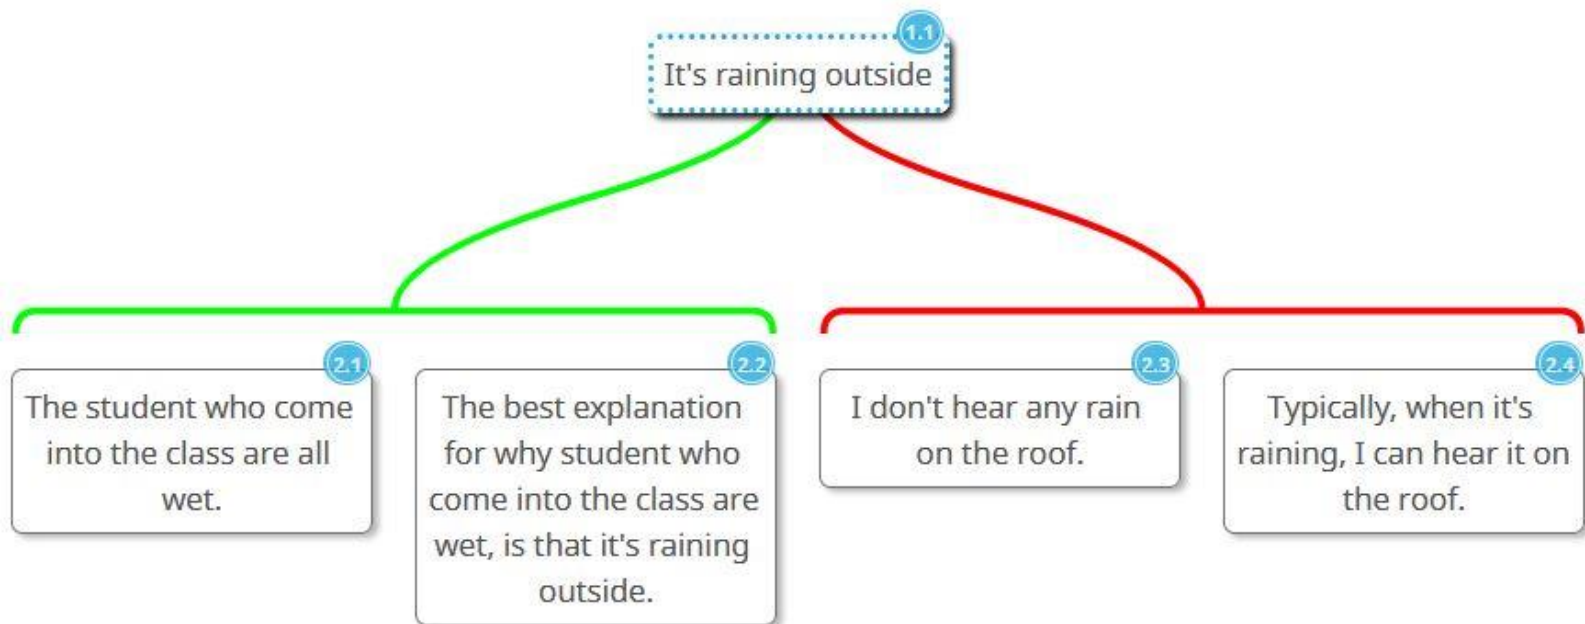 1.1
It's raining outside
2.1
The student who come
into the class are all
wet.
2.2
The best explanation
for why student who
come into the class are
wet, is that it's raining
outside.
2.3
I don't hear any rain
on the roof.
2.4
Typically, when it's
raining, I can hear it on
the roof.